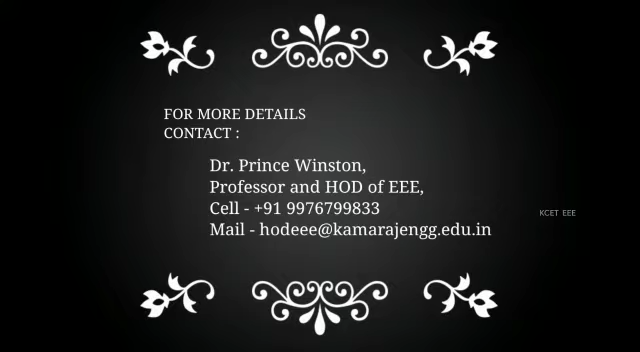 FOR MORE DETAILS
CONTACT :
Dr. Prince Winston,
Professor and HOD of EEE,
Cell - +91 9976799833
Mail - hodeee@kamarajengg.edu.in
KCET EEE